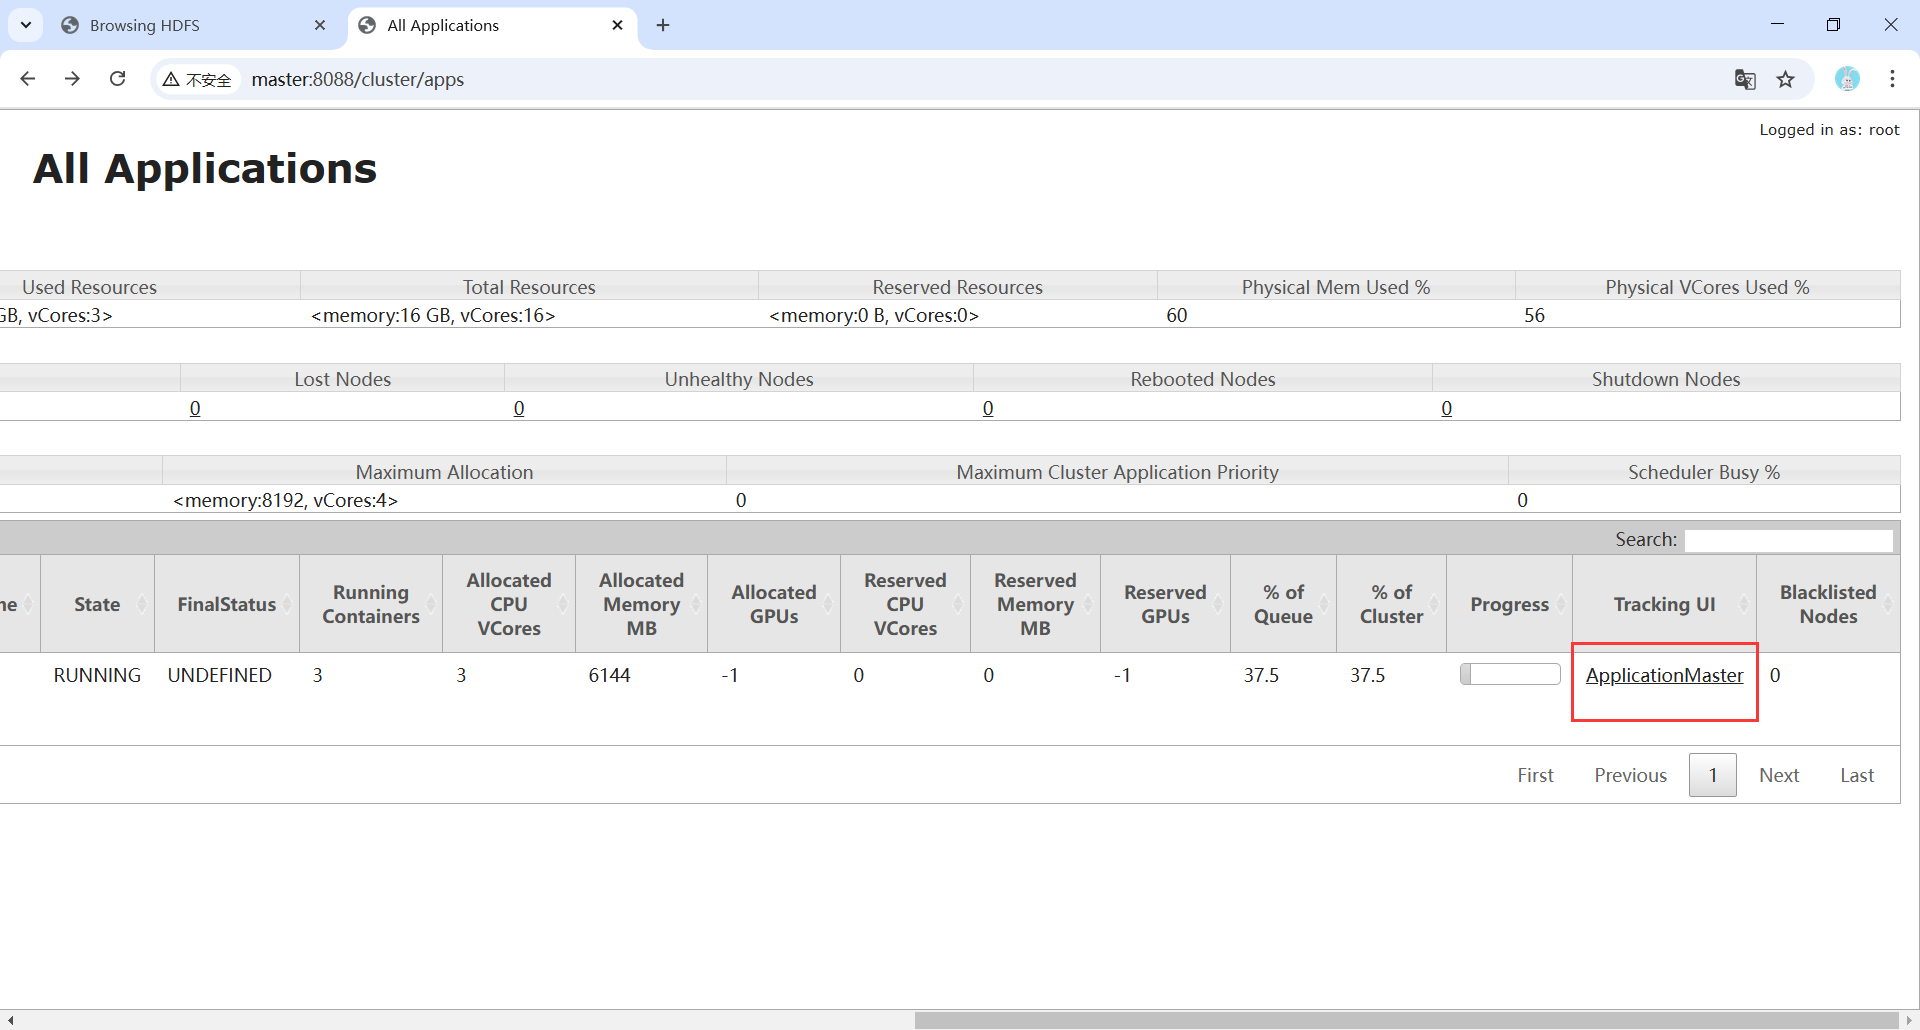 Browsing HDFS
All Applications
不安全
master:8088/cluster/apps
Logged in as: root
All Applications
Used Resources Total Resources Reserved Resources Physical Mem Used % Physical VCores Used %
GB, vCores:3> <memory:16 GB, vCores:16> <memory:0 B, vCores:0> 60 56
Lost Nodes Unhealthy Nodes Rebooted Nodes Shutdown Nodes
0 0 0 0
Maximum Allocation Maximum Cluster Application Priority Scheduler Busy %
<memory:8192, vCores:4> 0 0
Search:
ne State FinalStatus Running Containers Allocated CPU VCores Allocated Memory MB Allocated GPUs Reserved CPU VCores Reserved Memory MB Reserved GPUs % of Queue % of Cluster Progress Tracking UI Blacklisted Nodes
RUNNING UNDEFINED 3 3 6144 -1 0 0 -1 37.5 37.5 ApplicationMaster 0
First Previous 1 Next Last